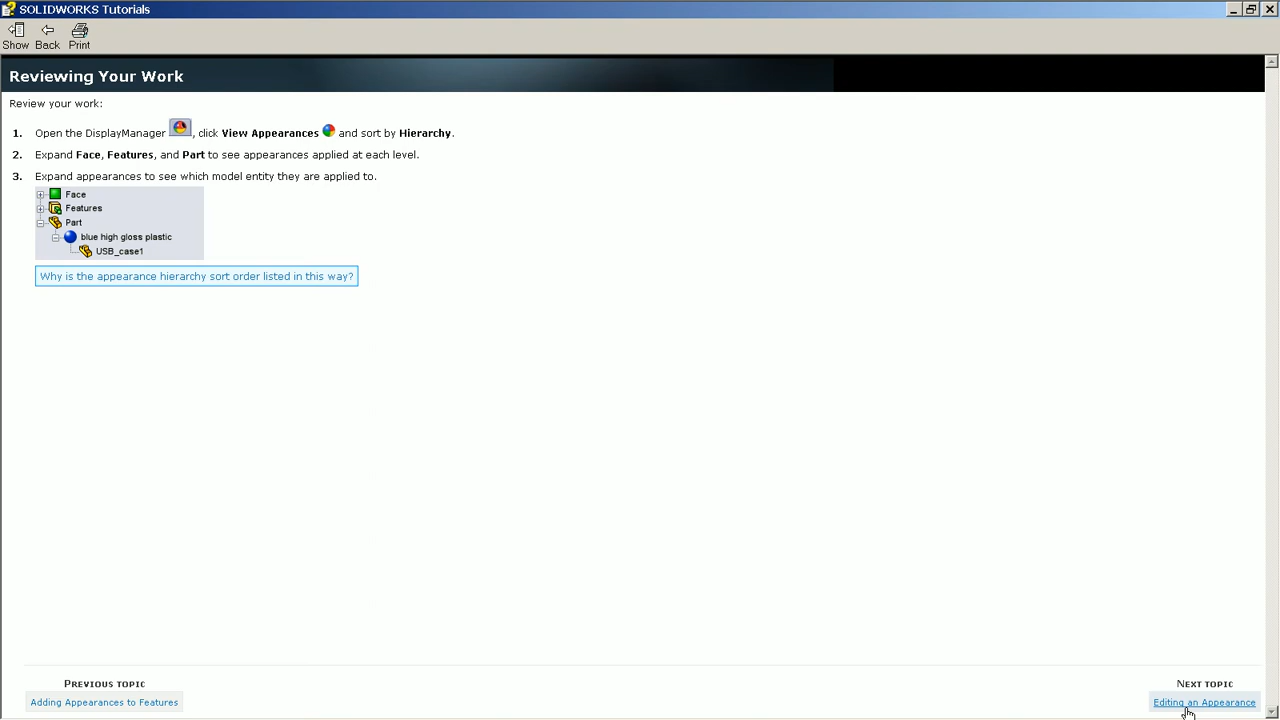 SOLIDWORKS Tutorials
Show Back Print
Reviewing Your Work
Review your work:
1. Open the DisplayManager , click View Appearances and sort by Hierarchy.
2. Expand Face, Features, and Part to see appearances applied at each level.
3. Expand appearances to see which model entity they are applied to.
Face
Features
Part
blue high gloss plastic
USB_case1
Why is the appearance hierarchy sort order listed in this way?
Previous topic Next topic
Adding Appearances to Features Editing an Appearance